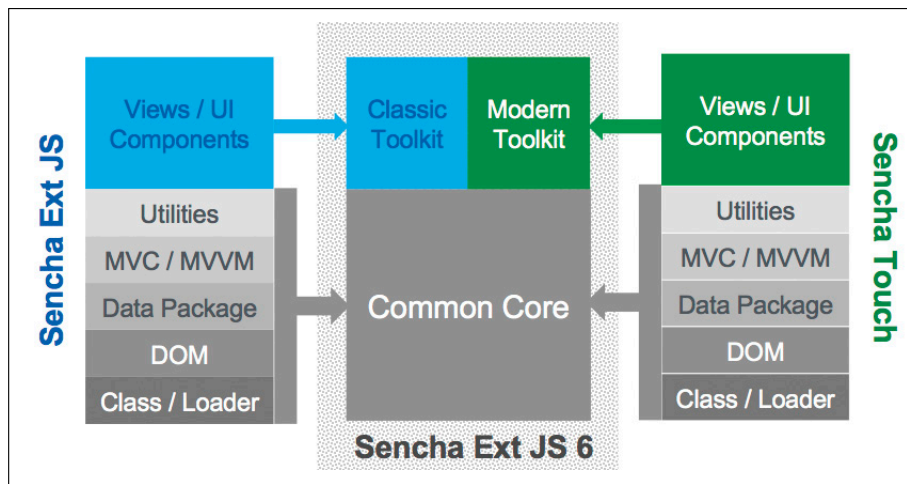 Sencha Ext JS
Views / UI
Components
Utilities
MVC / MVVM
Data Package
DOM
Class / Loader
Classic
Toolkit
Modern
Toolkit
Common Core
Sencha Ext JS 6
Views / UI
Components
Utilities
MVC / MVVM
Data Package
DOM
Class / Loader
Sencha Touch